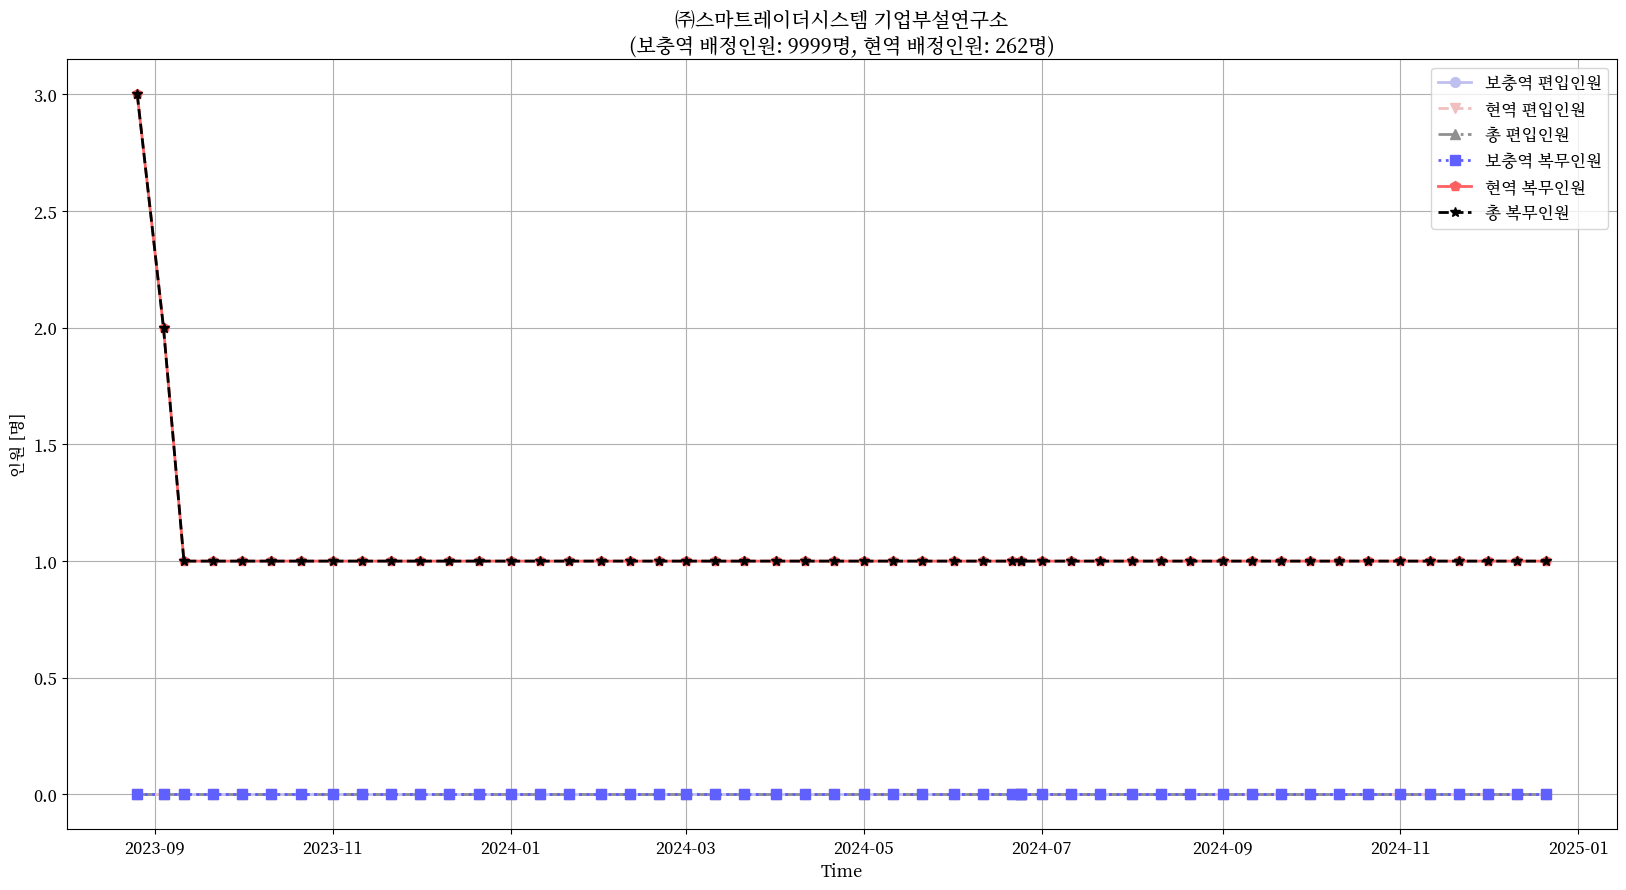 ㈜스마트레이더시스템 기업부설연구소
(보충역 배정인원: 9999명, 현역 배정인원: 262명)
보충역 편입인원
현역 편입인원
총 편입인원
보충역 복무인원
현역 복무인원
총 복무인원
3.0
2.5
2.0
1.5
1.0
0.5
0.0
인원 [명]
2023-09
2023-11
2024-01
2024-03
2024-05
2024-07
2024-09
2024-11
2025-01
Time